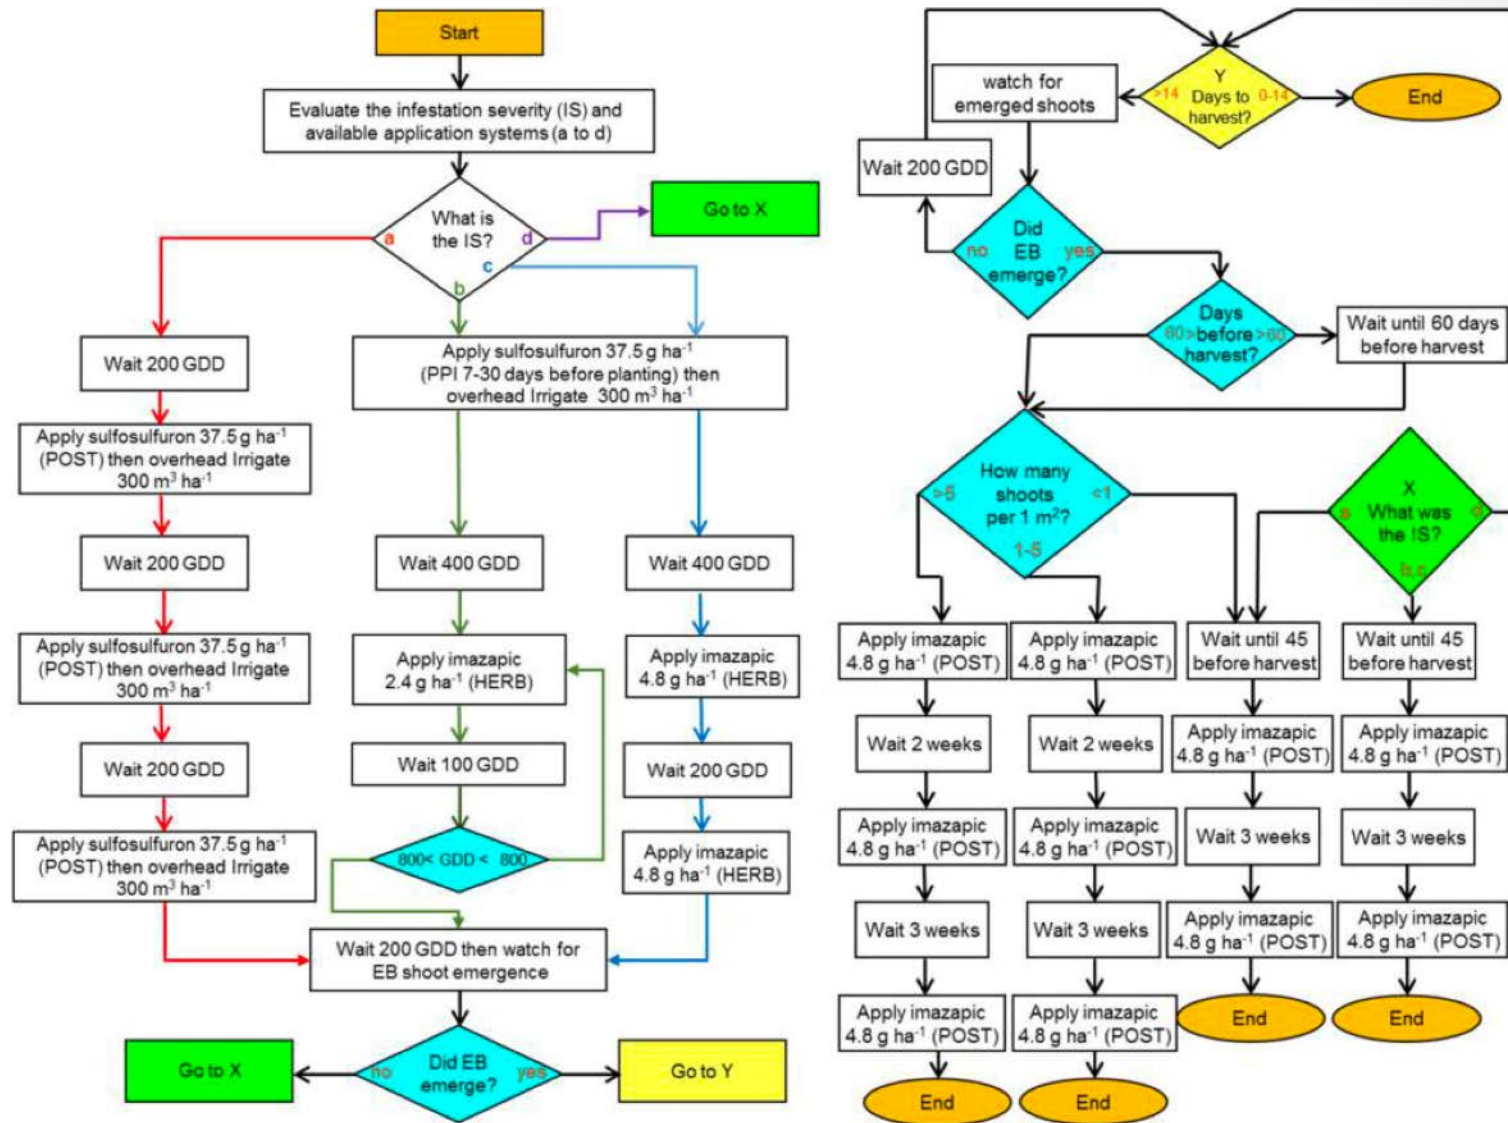 Start
Evaluate the infestation severity (IS) and
available application systems (a to d)
What is
the IS?
a
d
c
b
Go to X
Wait 200 GDD
Apply sulfosulfuron 37.5 g ha⁻¹
(POST) then overhead Irrigate
300 m³ ha⁻¹
Wait 200 GDD
Apply sulfosulfuron 37.5 g ha⁻¹
(POST) then overhead Irrigate
300 m³ ha⁻¹
Wait 200 GDD
Apply sulfosulfuron 37.5 g ha⁻¹
(POST) then overhead Irrigate
300 m³ ha⁻¹
Apply sulfosulfuron 37.5 g ha⁻¹
(PPI 7-30 days before planting) then
overhead Irrigate 300 m³ ha⁻¹
Wait 400 GDD
Apply imazapic
2.4 g ha⁻¹ (HERB)
Wait 100 GDD
800< GDD < 800
Wait 400 GDD
Apply imazapic
4.8 g ha⁻¹ (HERB)
Wait 200 GDD
Apply imazapic
4.8 g ha⁻¹ (HERB)
Wait 200 GDD then watch for
EB shoot emergence
Did EB
emerge?
no
yes
Go to X
Go to Y
Y
Days to
harvest?
>14
0-14
End
watch for
emerged shoots
Wait 200 GDD
Did
EB
emerge?
no
yes
Days
before
harvest?
60>
>60
Wait until 60 days
before harvest
How many
shoots
per 1 m²?
>5
<1
1-5
X
What was
the IS?
a
d
b,c
Apply imazapic
4.8 g ha⁻¹ (POST)
Wait 2 weeks
Apply imazapic
4.8 g ha⁻¹ (POST)
Wait 3 weeks
Apply imazapic
4.8 g ha⁻¹ (POST)
End
Apply imazapic
4.8 g ha⁻¹ (POST)
Wait 2 weeks
Apply imazapic
4.8 g ha⁻¹ (POST)
Wait 3 weeks
Apply imazapic
4.8 g ha⁻¹ (POST)
End
Wait until 45
before harvest
Apply imazapic
4.8 g ha⁻¹ (POST)
Wait 3 weeks
Apply imazapic
4.8 g ha⁻¹ (POST)
End
Wait until 45
before harvest
Apply imazapic
4.8 g ha⁻¹ (POST)
Wait 3 weeks
Apply imazapic
4.8 g ha⁻¹ (POST)
End